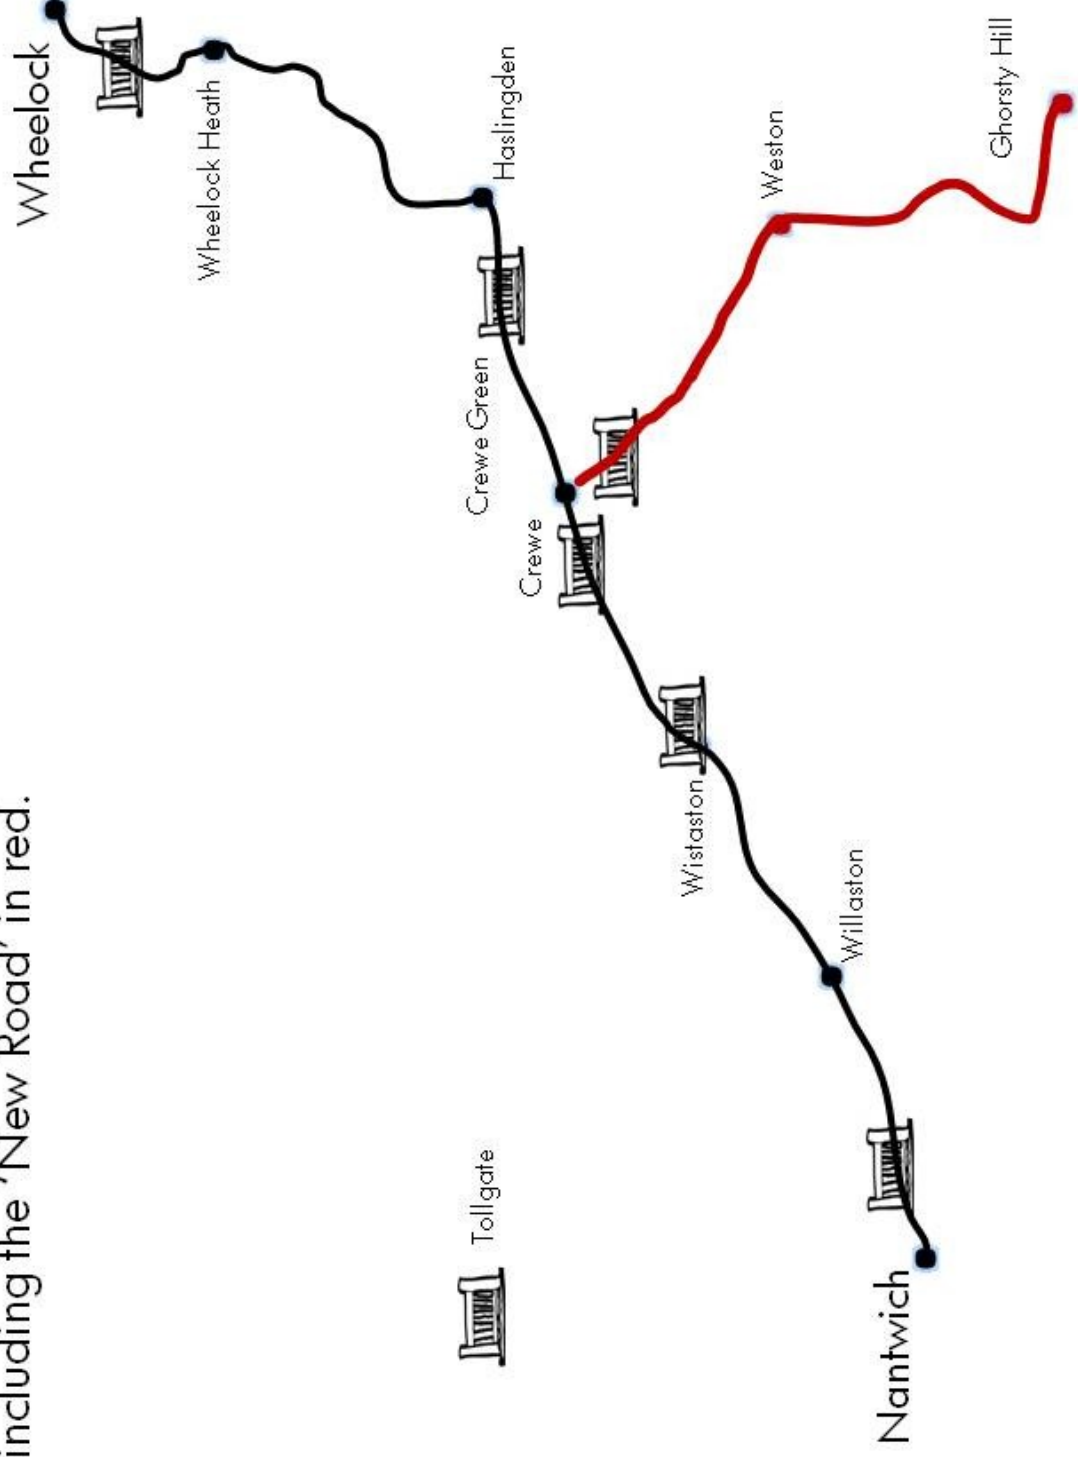 including the ‘New Road’ in red.
Wheelock
Wheelock Heath
Haslingden
Crewe Green
Crewe
Weston
Ghorsty Hill
Wistaston
Willaston
Nantwich
Tollgate